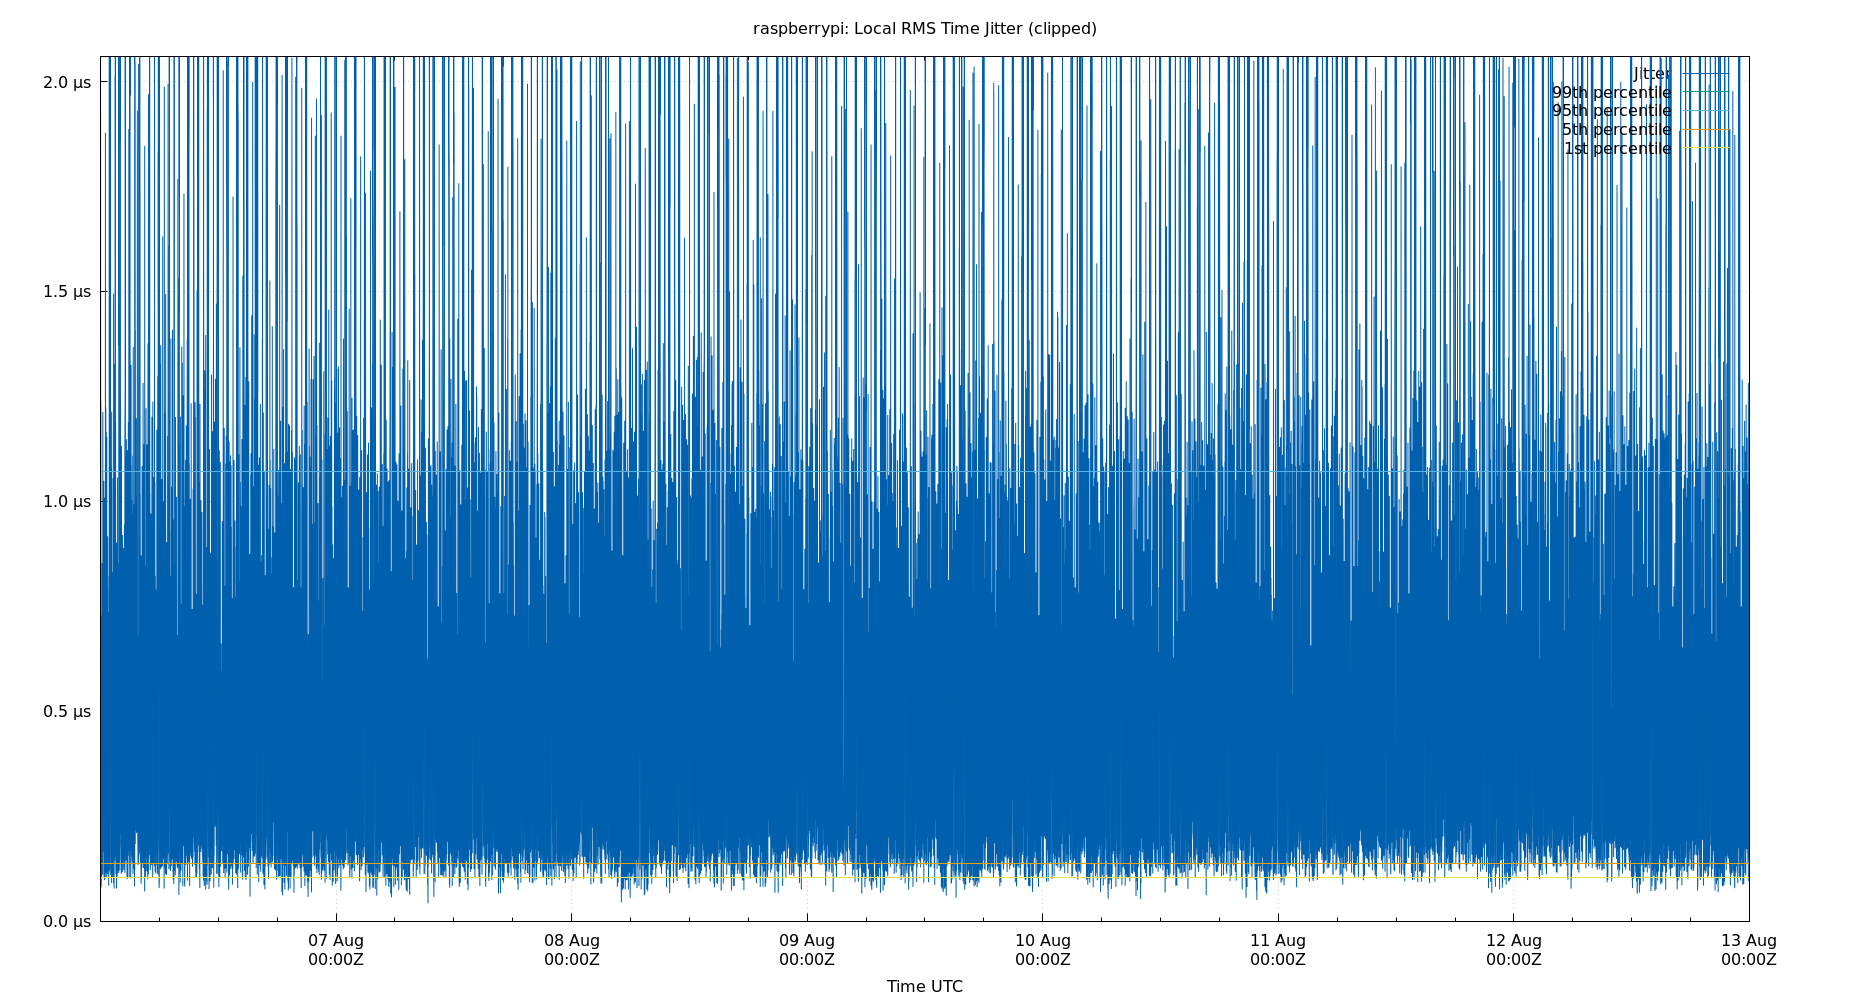 raspberrypi: Local RMS Time Jitter (clipped)
2.0 µs
1.5 µs
1.0 µs
0.5 µs
0.0 µs
Jitter
99th percentile
95th percentile
5th percentile
1st percentile
07 Aug
00:00Z
08 Aug
00:00Z
09 Aug
00:00Z
10 Aug
00:00Z
11 Aug
00:00Z
12 Aug
00:00Z
13 Aug
00:00Z
Time UTC